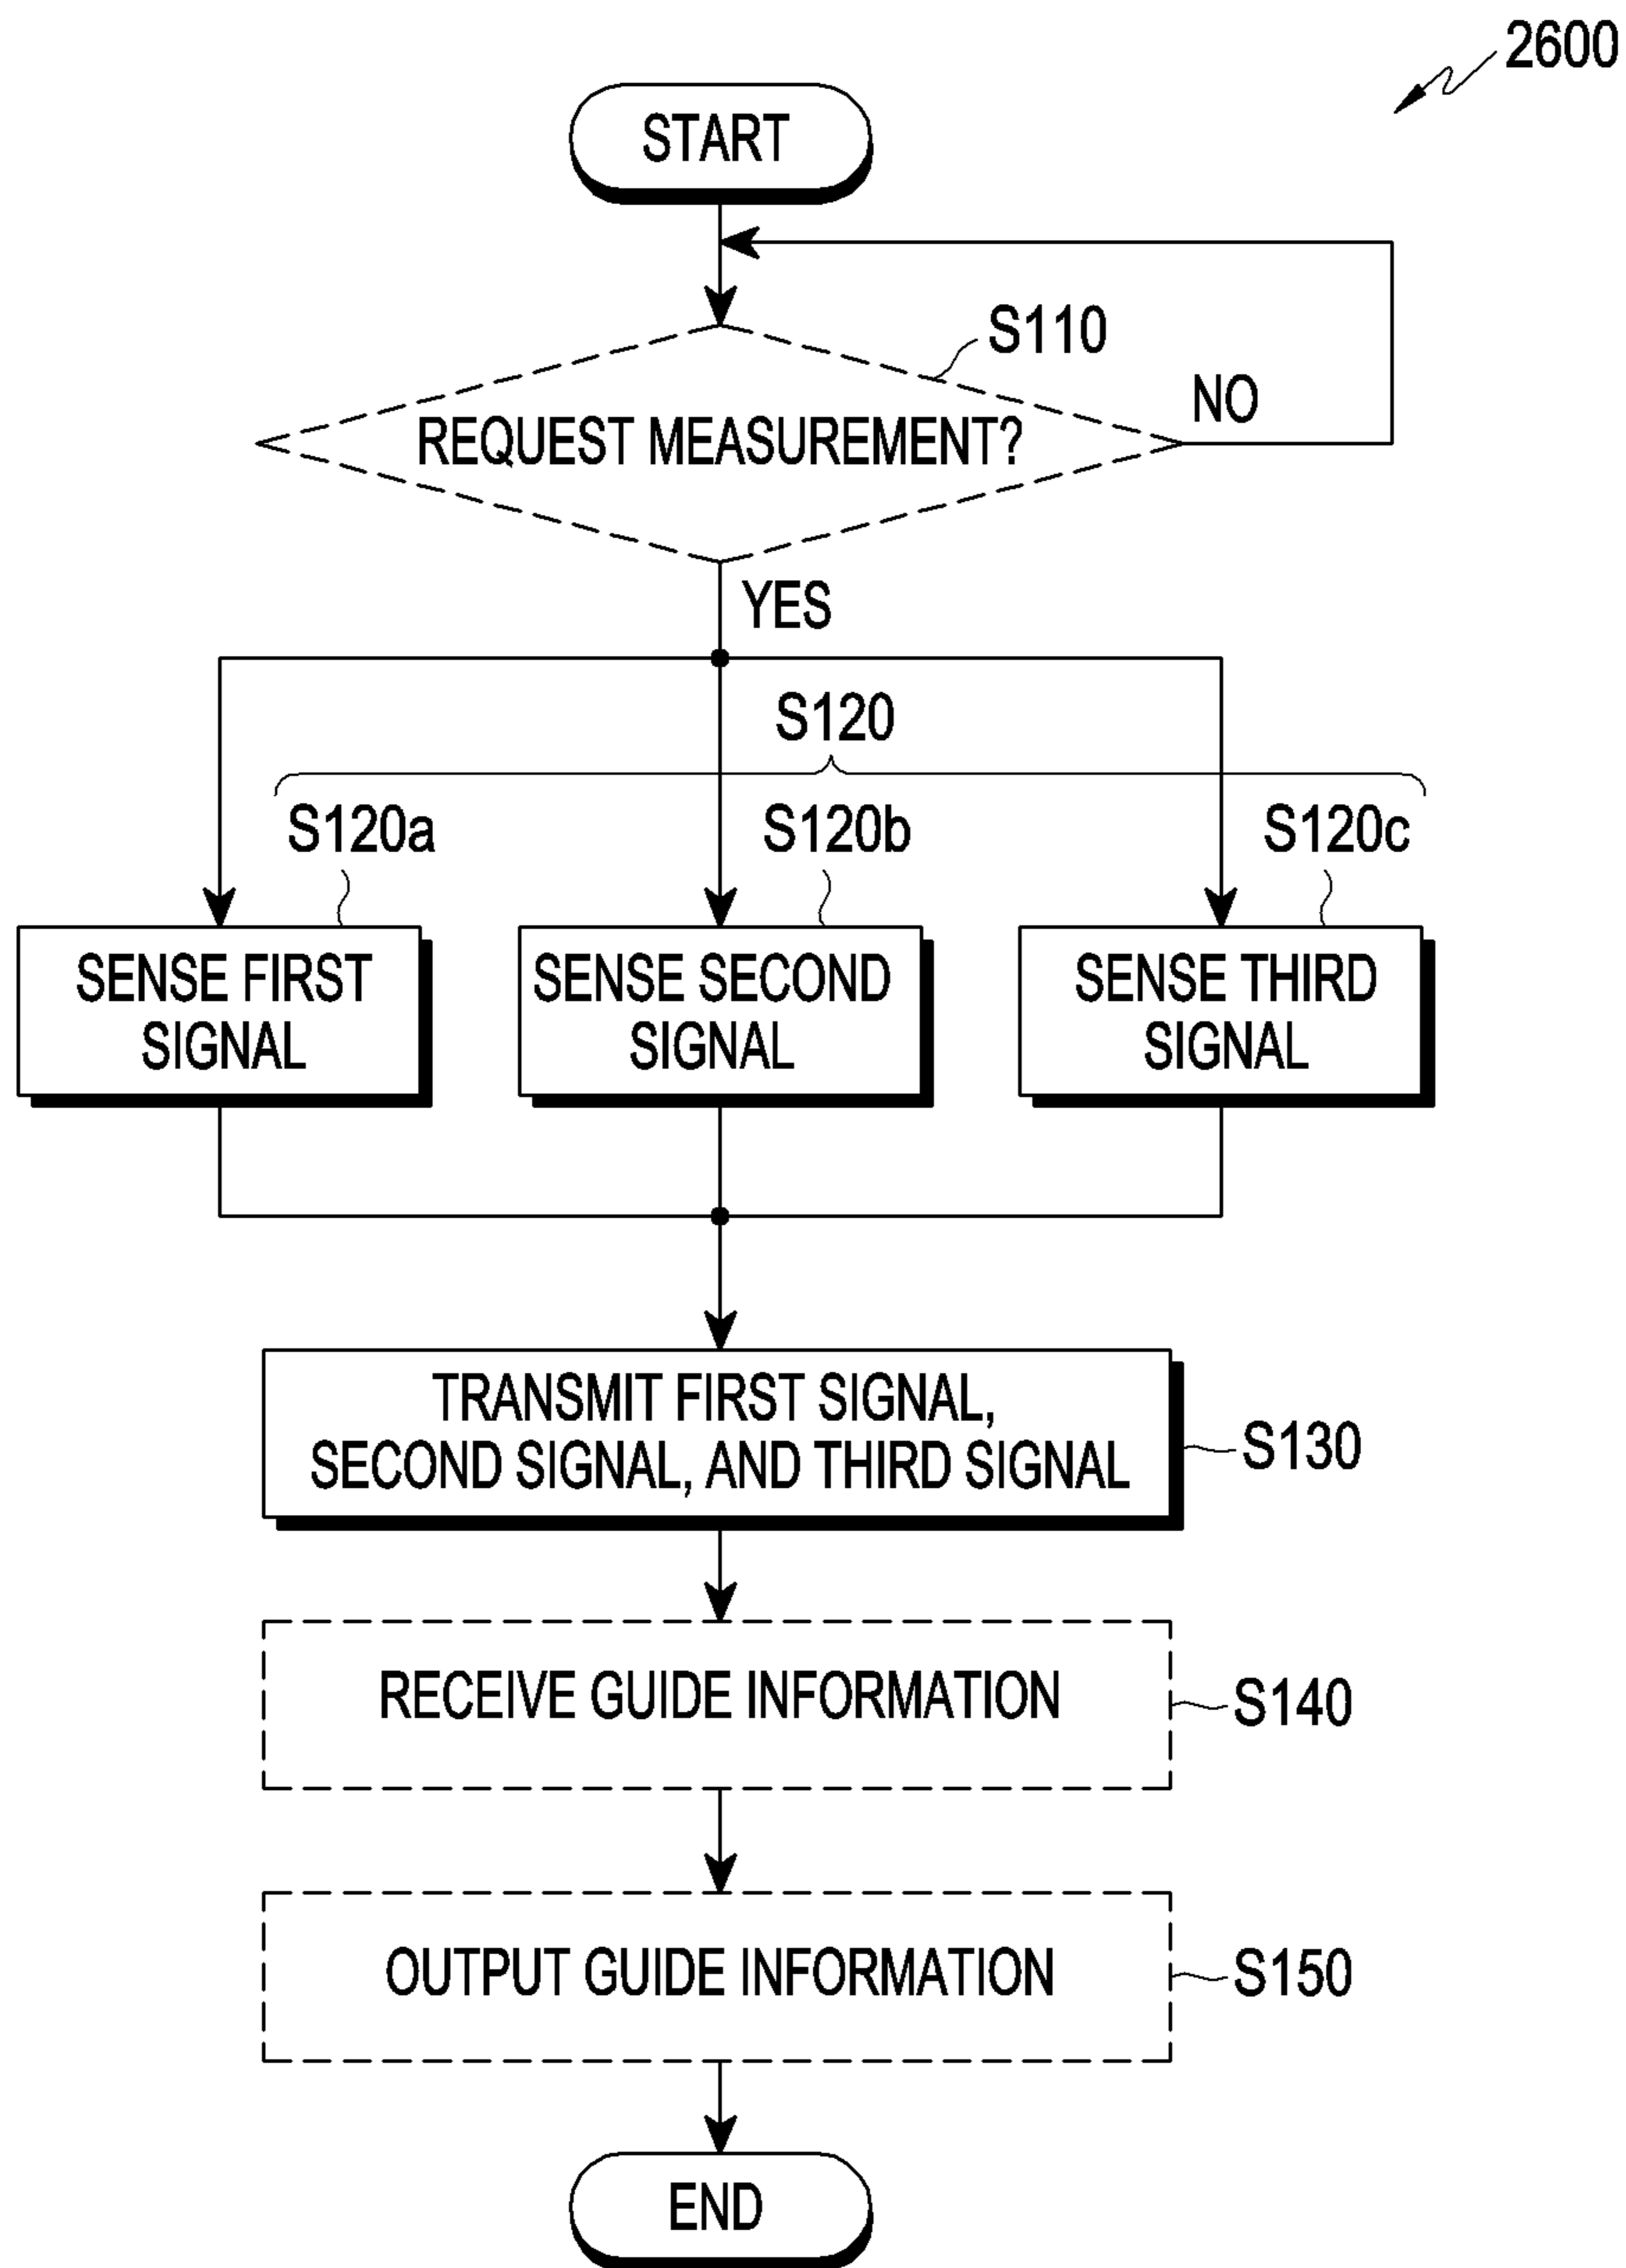 2600
START
S110
REQUEST MEASUREMENT?
NO
YES
S120
S120a
S120b
S120c
SENSE FIRST
SIGNAL
SENSE SECOND
SIGNAL
SENSE THIRD
SIGNAL
TRANSMIT FIRST SIGNAL,
SECOND SIGNAL, AND THIRD SIGNAL
S130
RECEIVE GUIDE INFORMATION
S140
OUTPUT GUIDE INFORMATION
S150
END